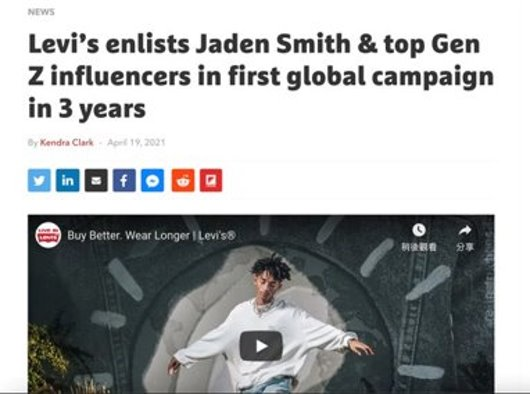 NEWS
Levi's enlists Jaden Smith & top Gen
Z influencers in first global campaign
in 3 years
By Kendra Clark - April 19, 2021
Buy Better. Wear Longer | Levi's®
稍後觀看
分享